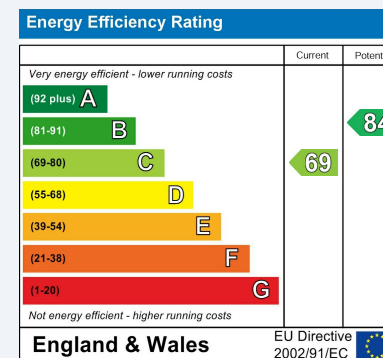 Energy Efficiency Rating
Current
Very energy efficient - lower running costs
(92 plus) A
(81-91) B
84
(69-80) C
69
(55-68) D
(39-54) E
(21-38) F
(1-20) G
Not energy efficient - higher running costs
England & Wales
EU Directive
2002/91/EC